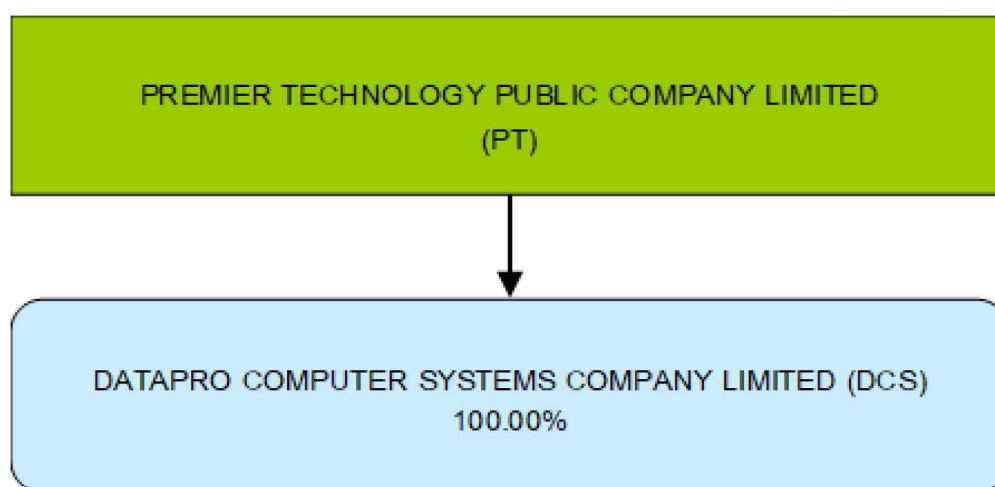 PREMIER TECHNOLOGY PUBLIC COMPANY LIMITED
(PT)
DATAPRO COMPUTER SYSTEMS COMPANY LIMITED (DCS)
100.00%